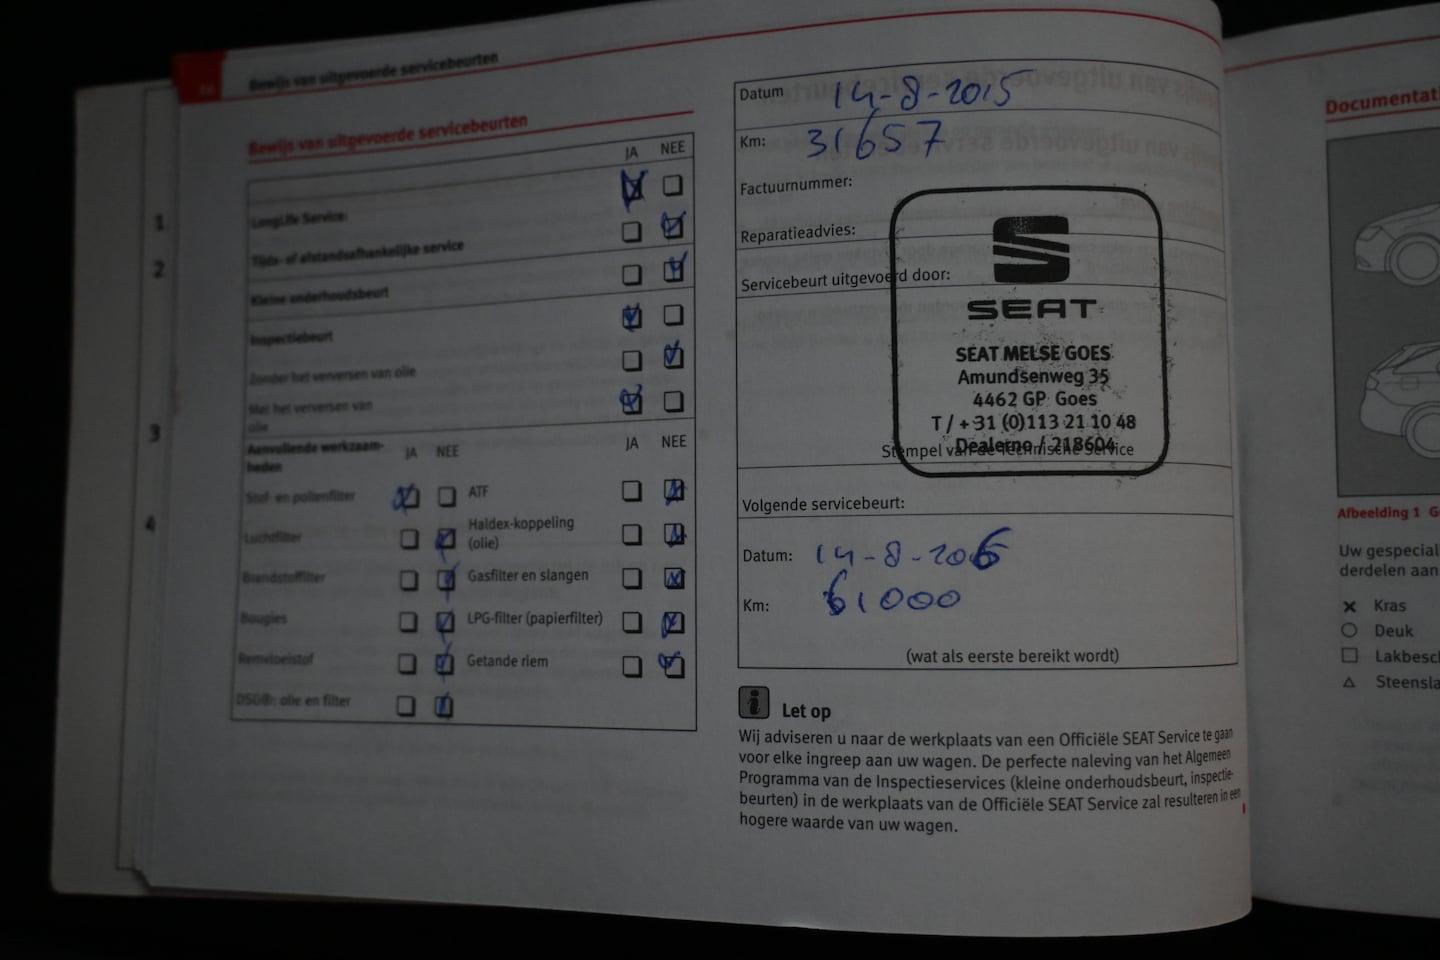 Bewijs van uitgevoerde servicebeurten
Bewijs van uitgevoerde servicebeurten
JA NEE
LongLife Service:
Tijds- of afstandsafhankelijke service
Kleine onderhoudsbeurt
Inspectiebeurt
Zonder het verversen van olie
Met het verversen van
olie
Aanvullende werkzaam-
heden
JA NEE
JA NEE
Stof- en pollenfilter
ATF
Luchtfilter
Haldex-koppeling
(olie)
Brandstoffilter
Gasfilter en slangen
Bougies
LPG-filter (papierfilter)
Remvloeistof
Getande riem
DSG®: olie en filter
1
2
3
4
Datum 14-8-2015
Km: 31657
Factuurnummer:
Reparatieadvies:
Servicebeurt uitgevoerd door:
SEAT
SEAT MELSE GOES
Amundsenweg 35
4462 GP Goes
T / +31 (0)113 21 10 48
Dealerno / 218604
Stempel van de Technische Service
Volgende servicebeurt:
Datum: 14-8-2016
Km: 61000
(wat als eerste bereikt wordt)
Let op
Wij adviseren u naar de werkplaats van een Officiële SEAT Service te gaan
voor elke ingreep aan uw wagen. De perfecte naleving van het Algemeen
Programma van de Inspectieservices (kleine onderhoudsbeurt, inspectie-
beurten) in de werkplaats van de Officiële SEAT Service zal resulteren in een
hogere waarde van uw wagen.
Documentati
Afbeelding 1 G
Uw gespecial
derdelen aan
Kras
Deuk
Lakbesch
Steensla